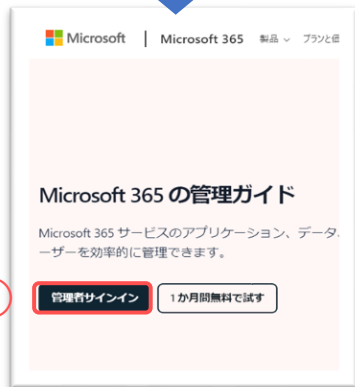 Microsoft | Microsoft 365 製品 プランと価
Microsoft 365 の管理ガイド
Microsoft 365 サービスのアプリケーション、データ、
ーザーを効率的に管理できます。
管理者サインイン 1 か月間無料で試す